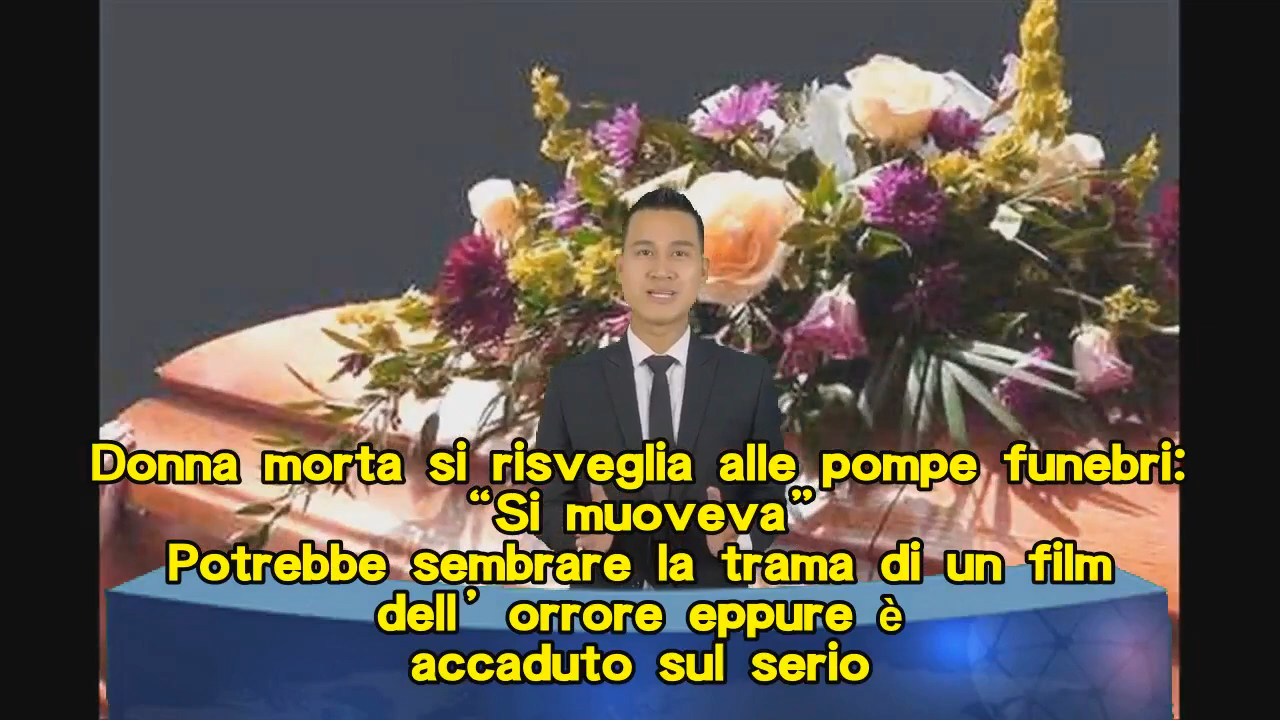 Donna morta si risveglia alle pompe funebri:
“Si muoveva”
Potrebbe sembrare la trama di un film
dell’ orrore eppure è
accaduto sul serio